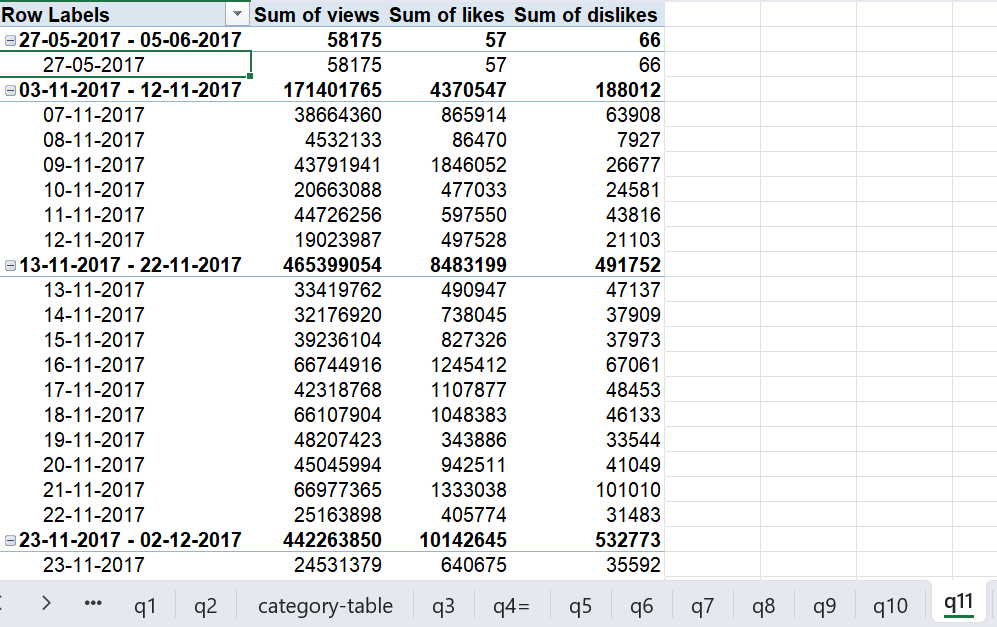 Row Labels Sum of views Sum of likes Sum of dislikes
27-05-2017 - 05-06-2017 58175 57 66
27-05-2017 58175 57 66
03-11-2017 - 12-11-2017 171401765 4370547 188012
07-11-2017 38664360 865914 63908
08-11-2017 4532133 86470 7927
09-11-2017 43791941 1846052 26677
10-11-2017 20663088 477033 24581
11-11-2017 44726256 597550 43816
12-11-2017 19023987 497528 21103
13-11-2017 - 22-11-2017 465399054 8483199 491752
13-11-2017 33419762 490947 47137
14-11-2017 32176920 738045 37909
15-11-2017 39236104 827326 37973
16-11-2017 66744916 1245412 67061
17-11-2017 42318768 1107877 48453
18-11-2017 66107904 1048383 46133
19-11-2017 48207423 343886 33544
20-11-2017 45045994 942511 41049
21-11-2017 66977365 1333038 101010
22-11-2017 25163898 405774 31483
23-11-2017 - 02-12-2017 442263850 10142645 532773
23-11-2017 24531379 640675 35592
... q1 q2 category-table q3 q4= q5 q6 q7 q8 q9 q10 q11